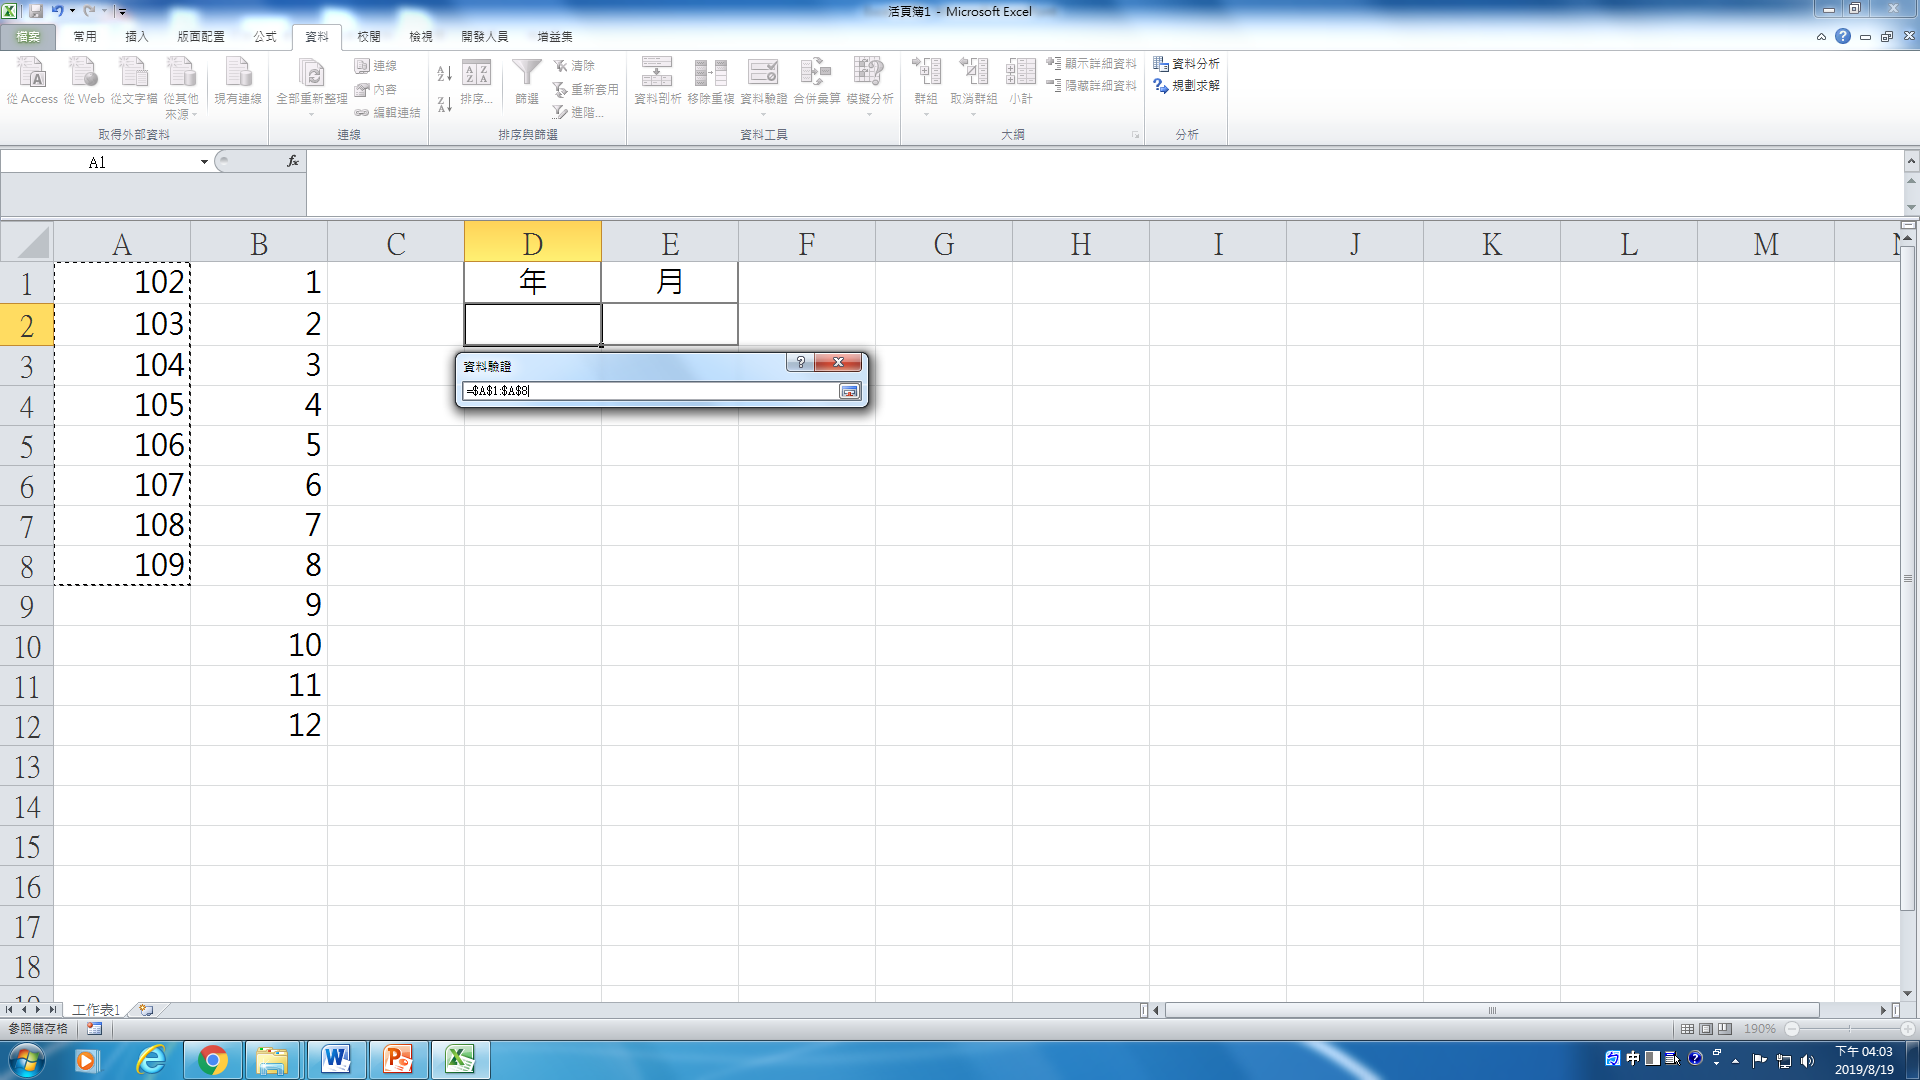 活頁簿1 - Microsoft Excel
檔案 常用 插入 版面配置 公式 資料 校閱 檢視 開發人員 增益集
從 Access 從 Web 從文字檔 從其他來源 現有連線 全部重新整理 連線 內容 編輯連結 排序... 篩選 清除 重新套用 進階... 資料剖析 移除重複 資料驗證 合併彙算 模擬分析 群組 取消群組 小計 顯示詳細資料 隱藏詳細資料 資料分析 規劃求解
取得外部資料 連線 排序與篩選 資料工具 大綱 分析
A1 fx
A B C D E F G H I J K L M
1 102 1 年 月
2 103 2
3 104 3
資料驗證
=$A$1:$A$8
4 105 4
5 106 5
6 107 6
7 108 7
8 109 8
9 9
10 10
11 11
12 12
13
14
15
16
17
18
工作表1
參照儲存格 190%
中 下午 04:03
2019/8/19